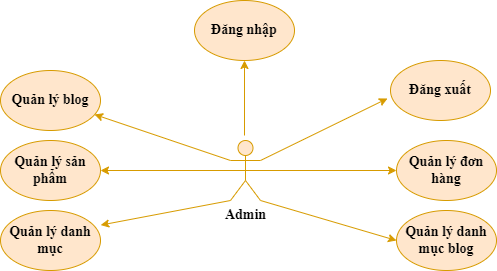 Đăng nhập
Quản lý blog
Đăng xuất
Quản lý sản
phẩm
Quản lý đơn
hàng
Admin
Quản lý danh
mục
Quản lý danh
mục blog